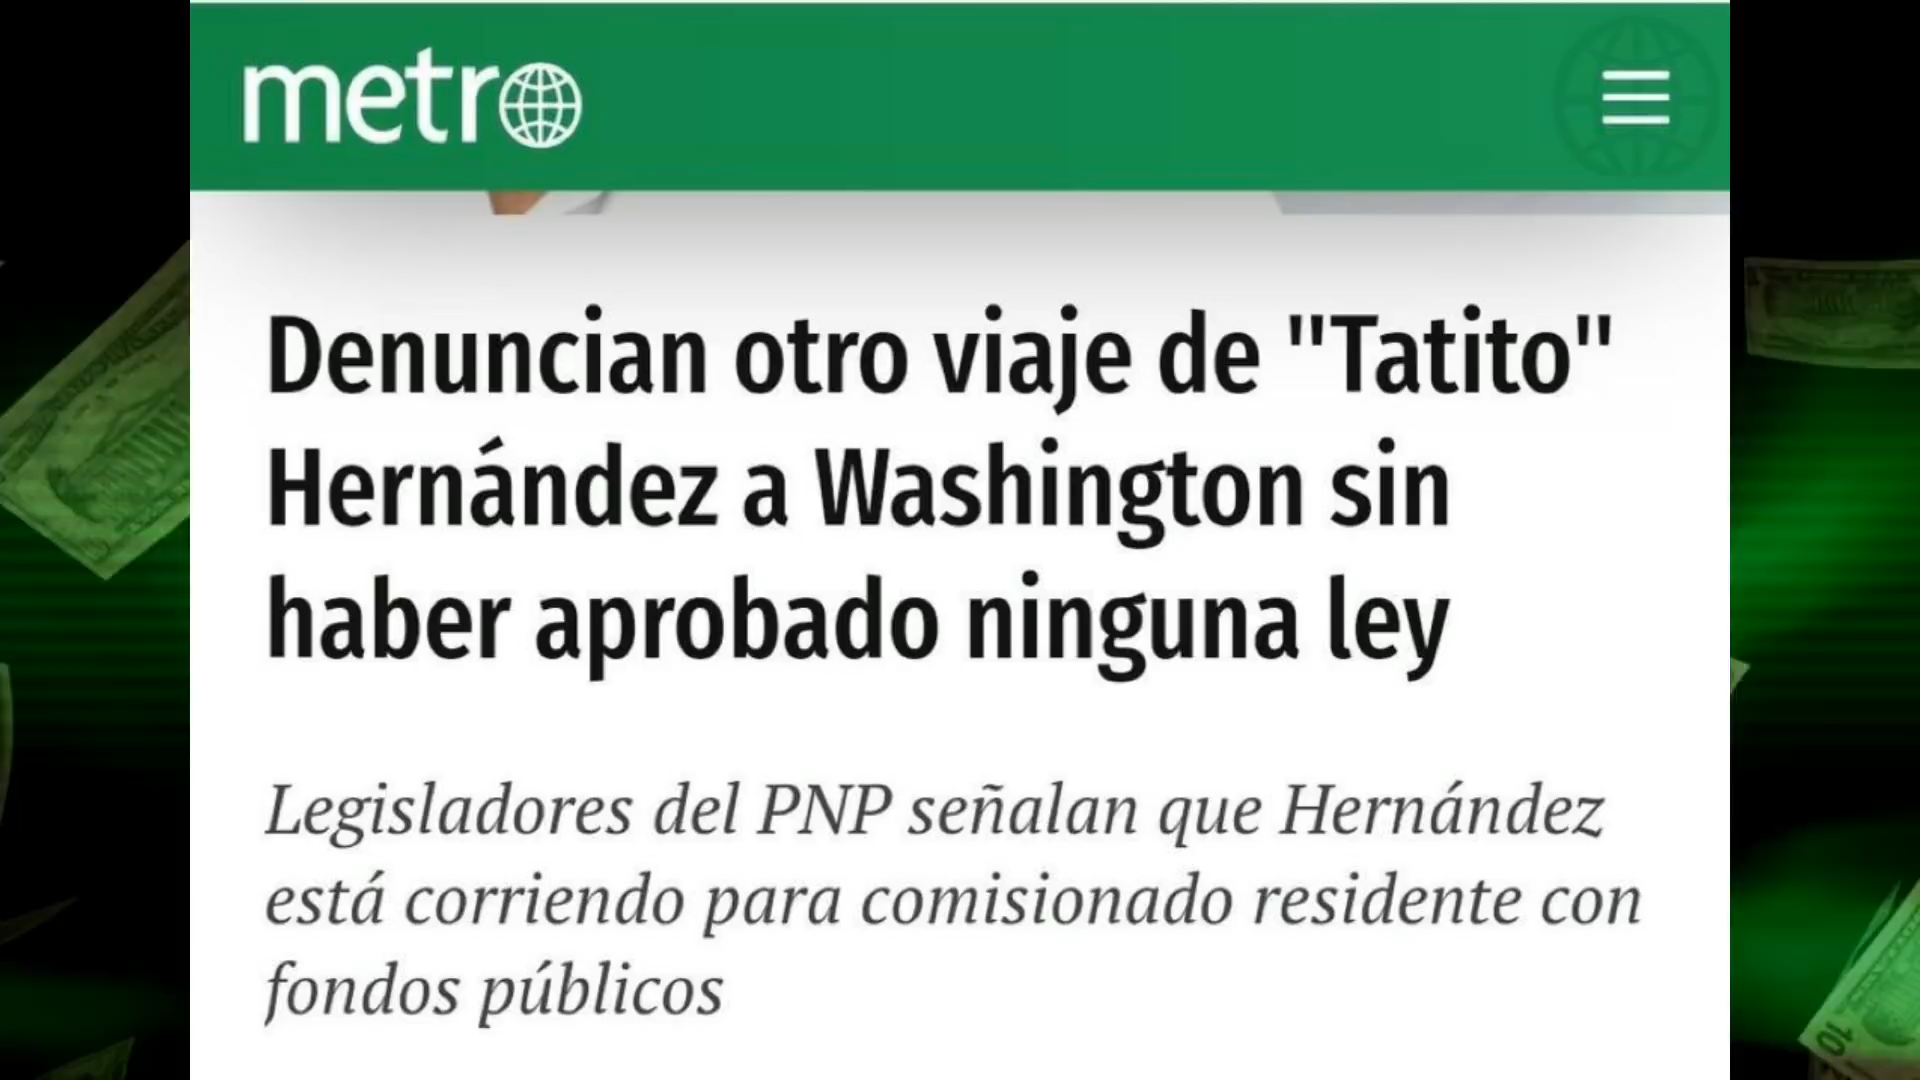 metro
Denuncian otro viaje de "Tatito"
Hernández a Washington sin
haber aprobado ninguna ley
Legisladores del PNP señalan que Hernández
está corriendo para comisionado residente con
fondos públicos
10